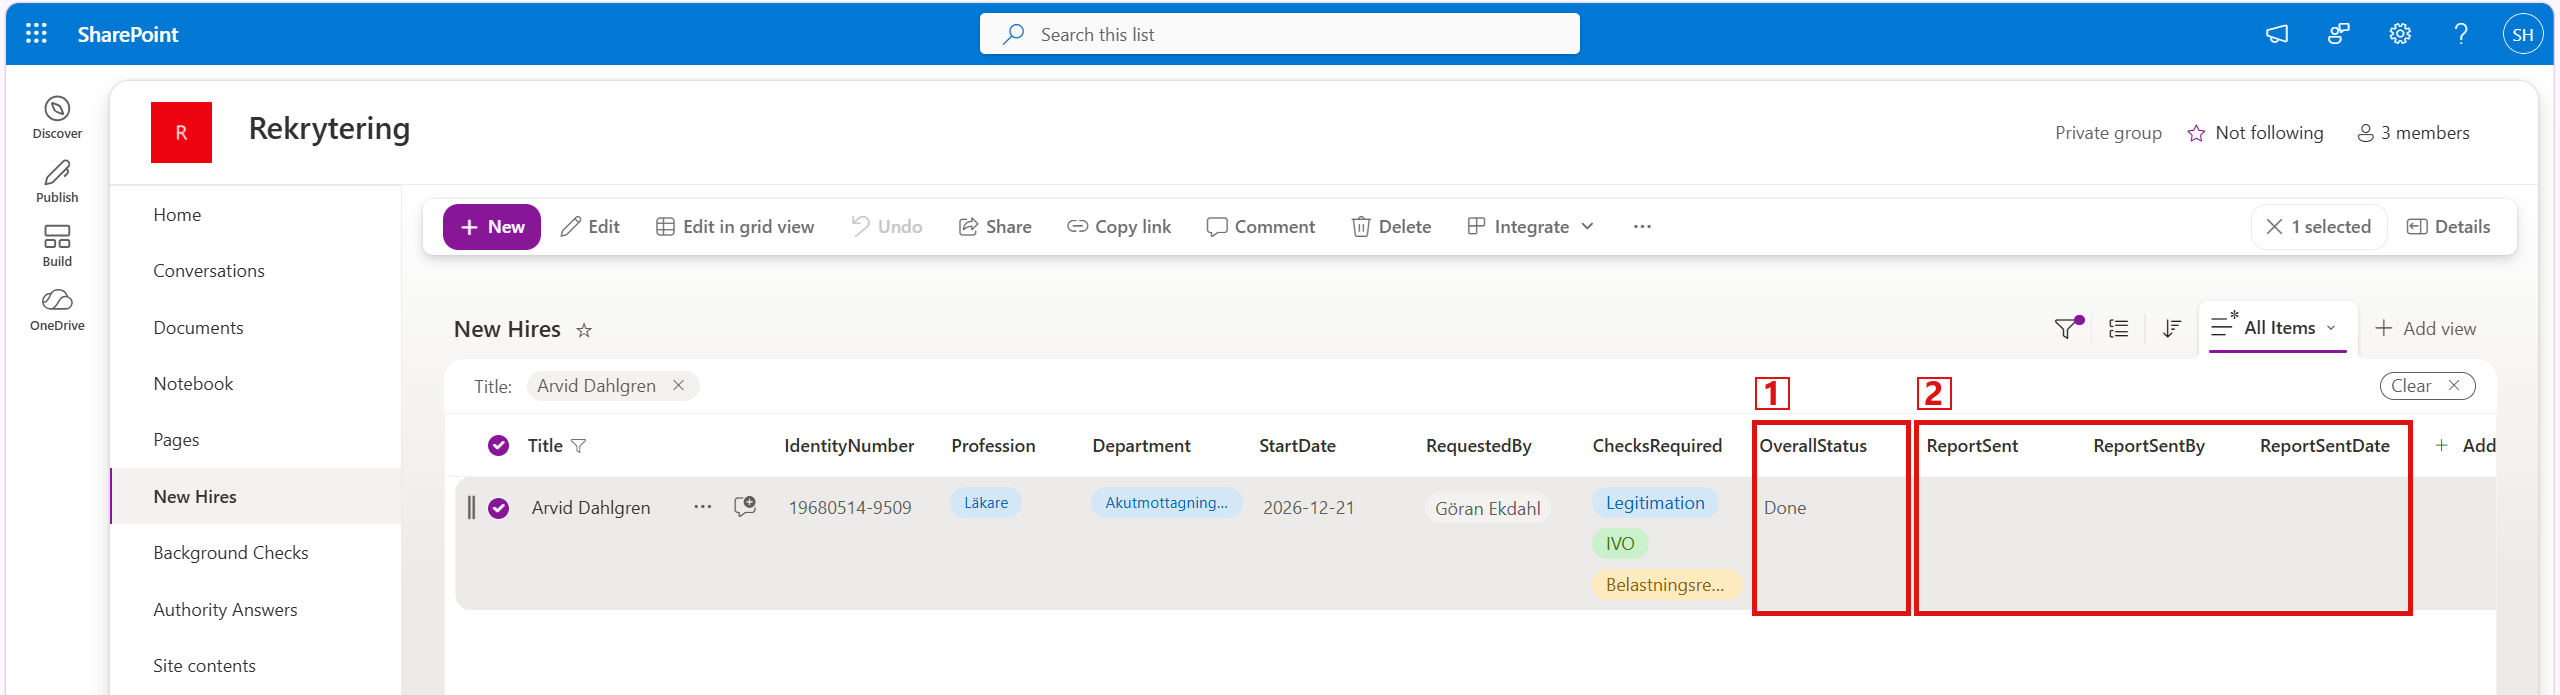 SharePoint
Search this list
SH
Discover
Publish
Build
OneDrive
R
Rekrytering
Private group
Not following
3 members
Home
Conversations
Documents
Notebook
Pages
New Hires
Background Checks
Authority Answers
Site contents
New
Edit
Edit in grid view
Undo
Share
Copy link
Comment
Delete
Integrate
...
1 selected
Details
New Hires
All Items
Add view
Title: Arvid Dahlgren
Clear
1
2
Title IdentityNumber Profession Department StartDate RequestedBy ChecksRequired OverallStatus ReportSent ReportSentBy ReportSentDate + Add
Arvid Dahlgren ... 19680514-9509 Läkare Akutmottagning... 2026-12-21 Göran Ekdahl Legitimation Done
IVO
Belastningsre...